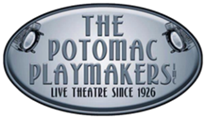 THE
POTOMAC
PLAYMAKERS
LIVE THEATRE SINCE 1926